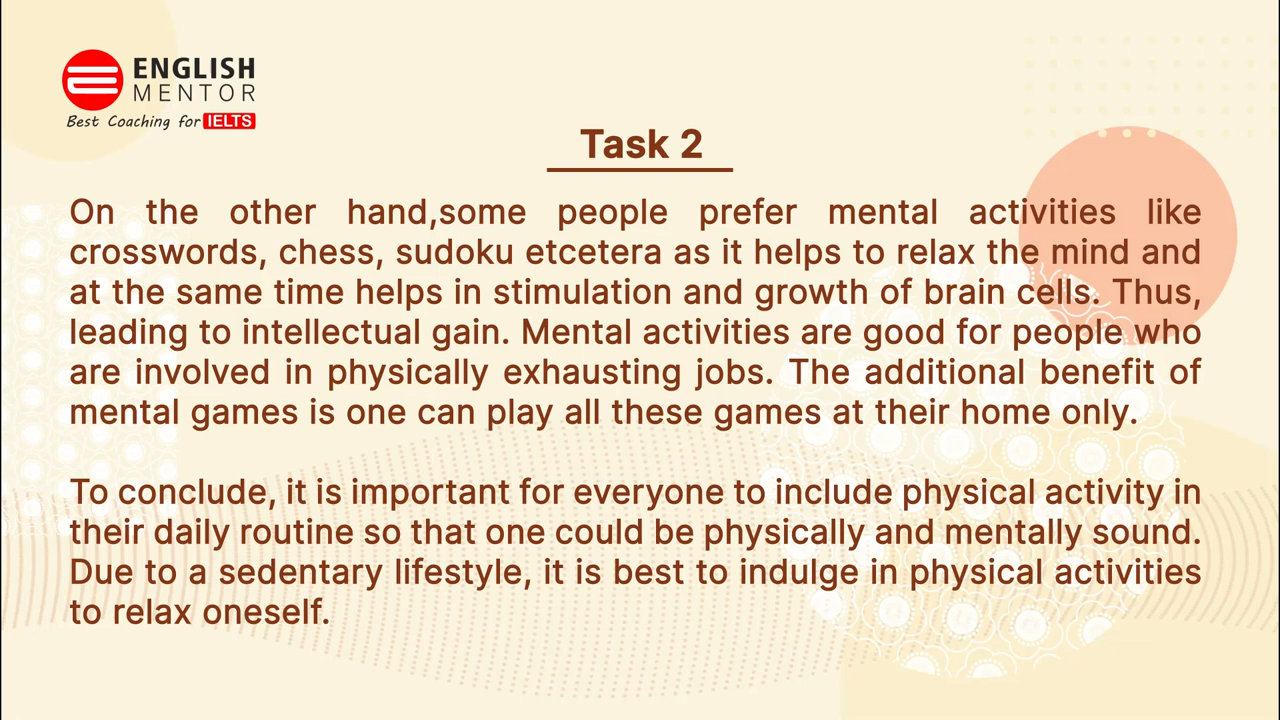 ENGLISH
MENTOR
Best Coaching for IELTS
Task 2
On the other hand,some people prefer mental activities like
crosswords, chess, sudoku etcetera as it helps to relax the mind and
at the same time helps in stimulation and growth of brain cells. Thus,
leading to intellectual gain. Mental activities are good for people who
are involved in physically exhausting jobs. The additional benefit of
mental games is one can play all these games at their home only.
To conclude, it is important for everyone to include physical activity in
their daily routine so that one could be physically and mentally sound.
Due to a sedentary lifestyle, it is best to indulge in physical activities
to relax oneself.